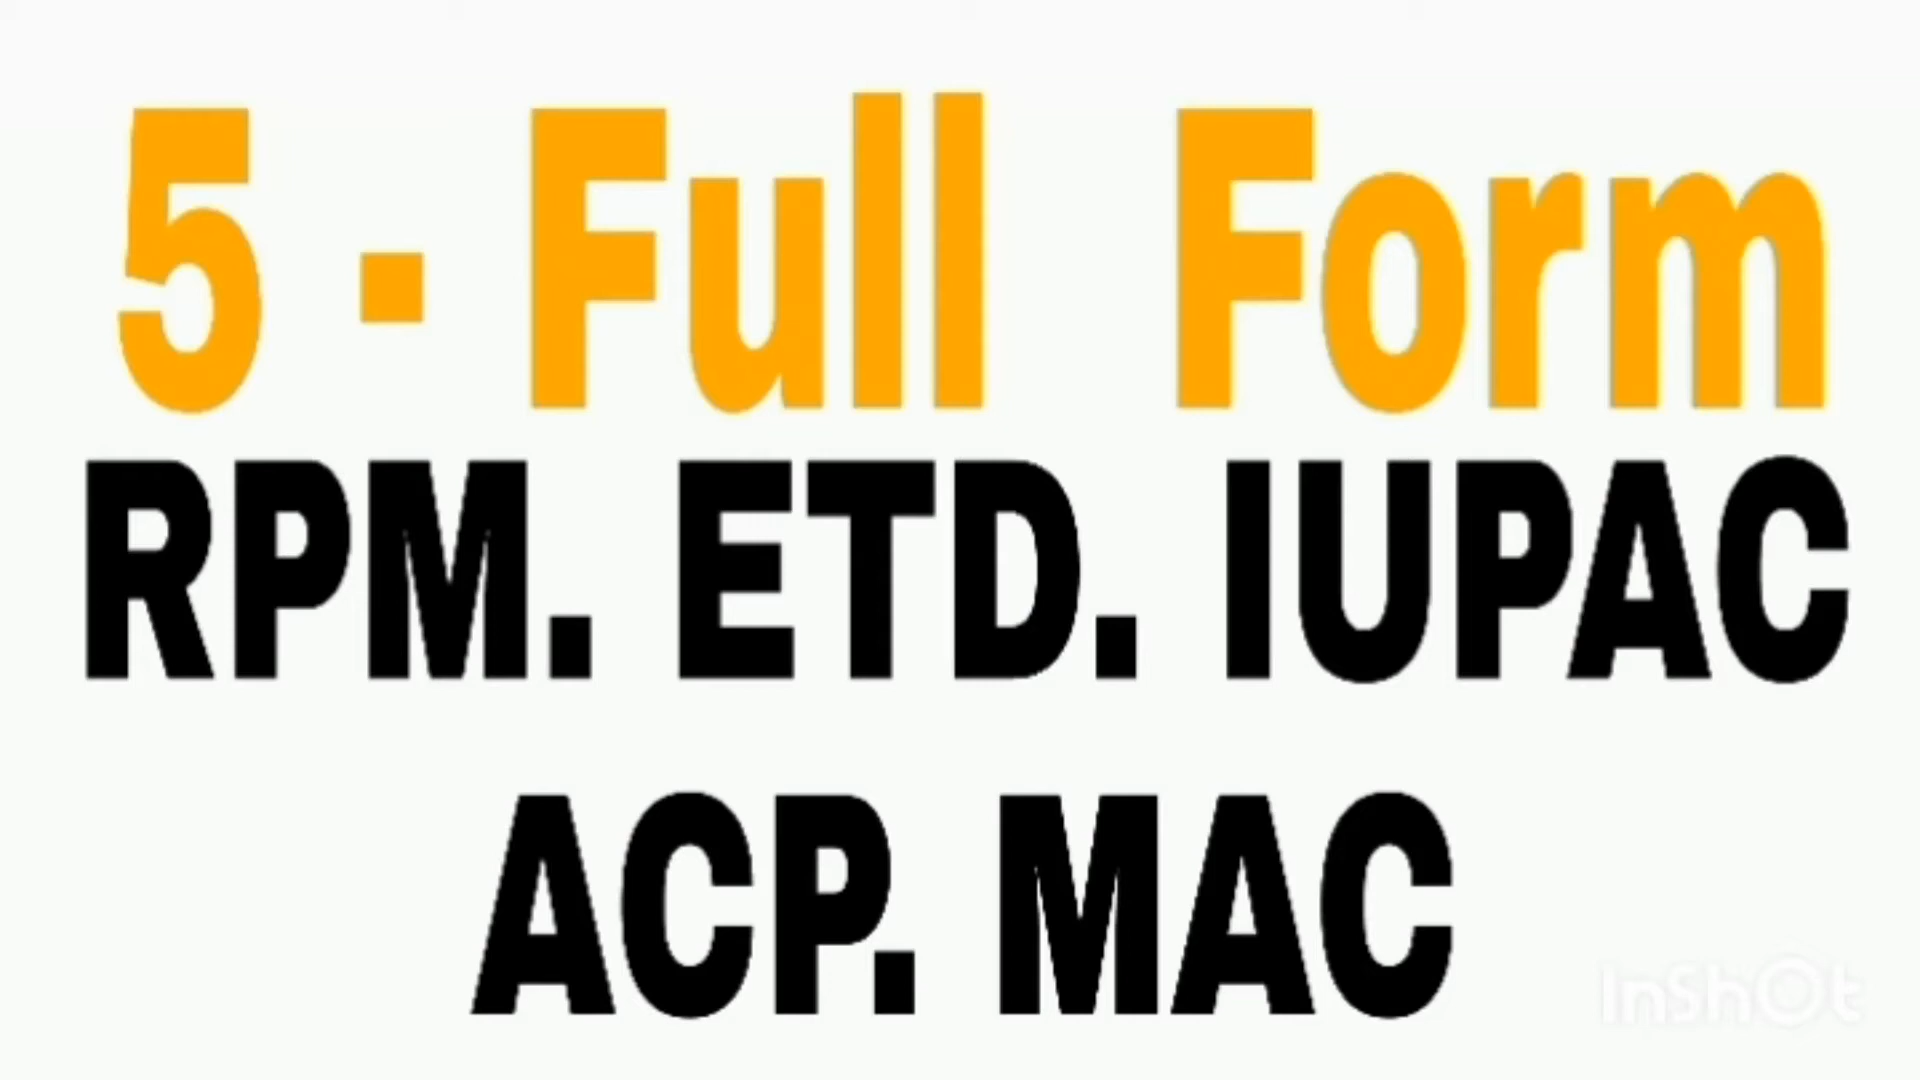 5 - Full Form
RPM. ETD. IUPAC
ACP. MAC
InShOt